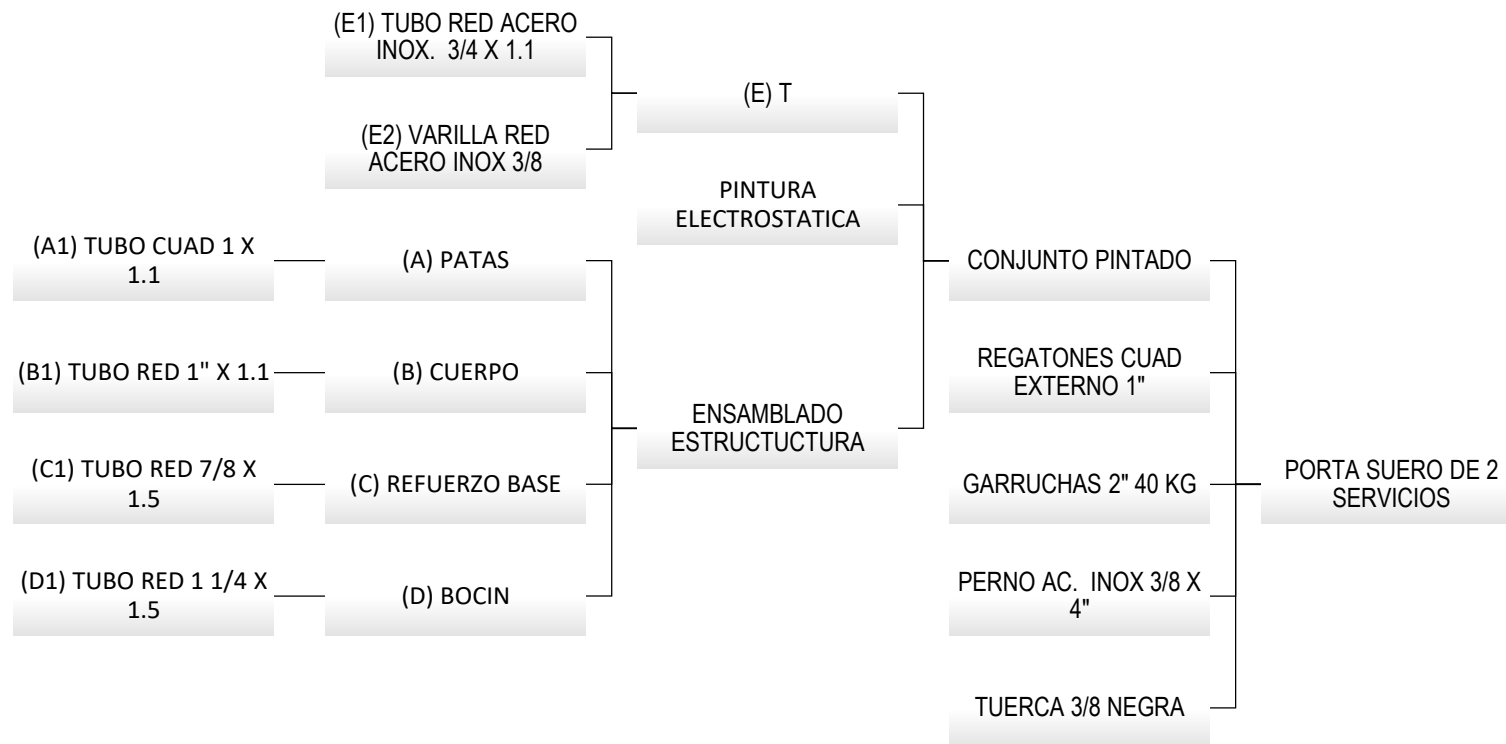 (E1) TUBO RED ACERO
INOX.  3/4 X 1.1
(E) T
(E2) VARILLA RED
ACERO INOX 3/8
PINTURA
ELECTROSTATICA
(A1) TUBO CUAD 1 X
1.1
(A) PATAS
CONJUNTO PINTADO
(B1) TUBO RED 1" X 1.1
(B) CUERPO
REGATONES CUAD
EXTERNO 1"
ENSAMBLADO
ESTRUCTUCTURA
(C1) TUBO RED 7/8 X
1.5
(C) REFUERZO BASE
GARRUCHAS 2" 40 KG
PORTA SUERO DE 2
SERVICIOS
(D1) TUBO RED 1 1/4 X
1.5
(D) BOCIN
PERNO AC.  INOX 3/8 X
4"
TUERCA 3/8 NEGRA